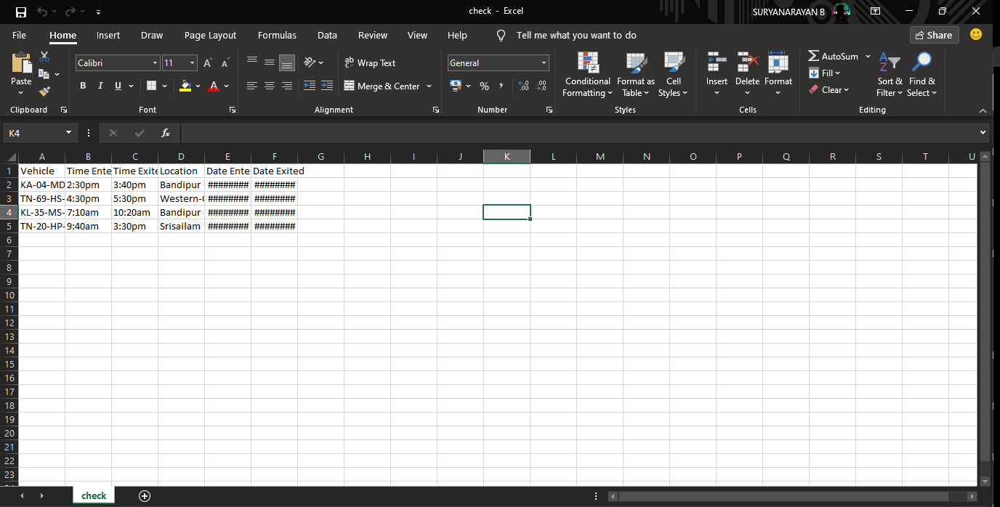 check - Excel
SURYANARAYAN B
File Home Insert Draw Page Layout Formulas Data Review View Help Tell me what you want to do Share
Paste
Calibri 11
Wrap Text
General
Conditional Formatting
Format as Table
Cell Styles
Insert Delete Format
AutoSum
Fill
Clear
Sort & Filter
Find & Select
B I U
Merge & Center
% ,
Clipboard Font Alignment Number Styles Cells Editing
K4 fx
A B C D E F G H I J K L M N O P Q R S T U
1 Vehicle Time Ente Time Exite Location Date Ente Date Exited
2 KA-04-MD 2:30pm 3:40pm Bandipur ######## ########
3 TN-69-HS- 4:30pm 5:30pm Western-( ######## ########
4 KL-35-MS- 7:10am 10:20am Bandipur ######## ########
5 TN-20-HP- 9:40am 3:30pm Srisailam ######## ########
6
7
8
9
10
11
12
13
14
15
16
17
18
19
20
21
22
23
check